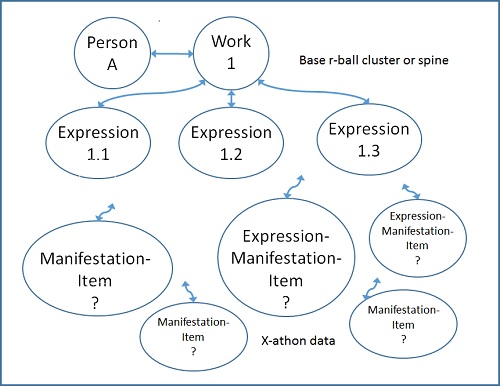 Person
A
Work
1
Base r-ball cluster or spine
Expression
1.1
Expression
1.2
Expression
1.3
Manifestation-
Item
?
Expression-
Manifestation-
Item
?
Expression-
Manifestation-
Item
?
Manifestation-
Item
?
X-athon data
Manifestation-
Item
?